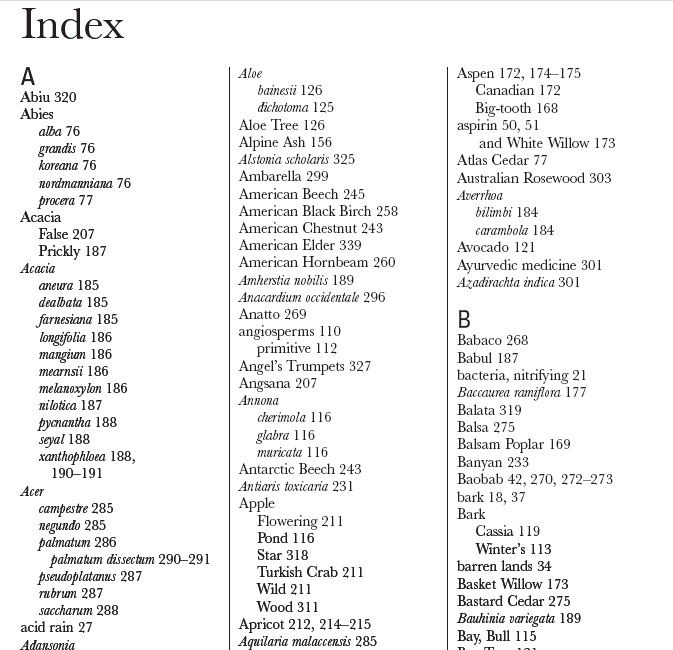 Index
A
Abiu 320
Abies
alba 76
grandis 76
koreana 76
nordmanniana 76
procera 77
Acacia
False 207
Prickly 187
Acacia
aneura 185
dealbata 185
farnesiana 185
longifolia 186
mangium 186
mearnsii 186
melanoxylon 186
nilotica 187
pycnantha 188
seyal 188
xanthophloea 188,
190–191
Acer
campestre 285
negundo 285
palmatum 286
palmatum dissectum 290–291
pseudoplatanus 287
rubrum 287
saccharum 288
acid rain 27
Adansonia
Aloe
bainesii 126
dichotoma 125
Aloe Tree 126
Alpine Ash 156
Alstonia scholaris 325
Ambarella 299
American Beech 245
American Black Birch 258
American Chestnut 243
American Elder 339
American Hornbeam 260
Amherstia nobilis 189
Anacardium occidentale 296
Anatto 269
angiosperms 110
primitive 112
Angel's Trumpets 327
Angsana 207
Annona
cherimola 116
glabra 116
muricata 116
Antarctic Beech 243
Antiaris toxicaria 231
Apple
Flowering 211
Pond 116
Star 318
Turkish Crab 211
Wild 211
Wood 311
Apricot 212, 214–215
Aquilaria malaccensis 285
Aspen 172, 174–175
Canadian 172
Big-tooth 168
aspirin 50, 51
and White Willow 173
Atlas Cedar 77
Australian Rosewood 303
Averrhoa
bilimbi 184
carambola 184
Avocado 121
Ayurvedic medicine 301
Azadirachta indica 301
B
Babaco 268
Babul 187
bacteria, nitrifying 21
Baccaurea ramiflora 177
Balata 319
Balsa 275
Balsam Poplar 169
Banyan 233
Baobab 42, 270, 272–273
bark 18, 37
Bark
Cassia 119
Winter's 113
barren lands 34
Basket Willow 173
Bastard Cedar 275
Bauhinia variegata 189
Bay, Bull 115